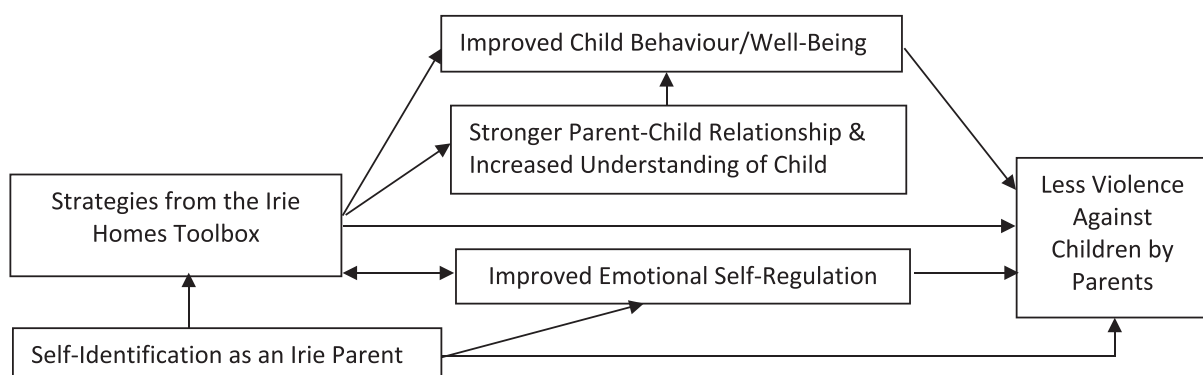 Improved Child Behaviour/Well-Being
Stronger Parent-Child Relationship &
Increased Understanding of Child
Strategies from the Irie
Homes Toolbox
Less Violence
Against
Children by
Parents
Improved Emotional Self-Regulation
Self-Identification as an Irie Parent